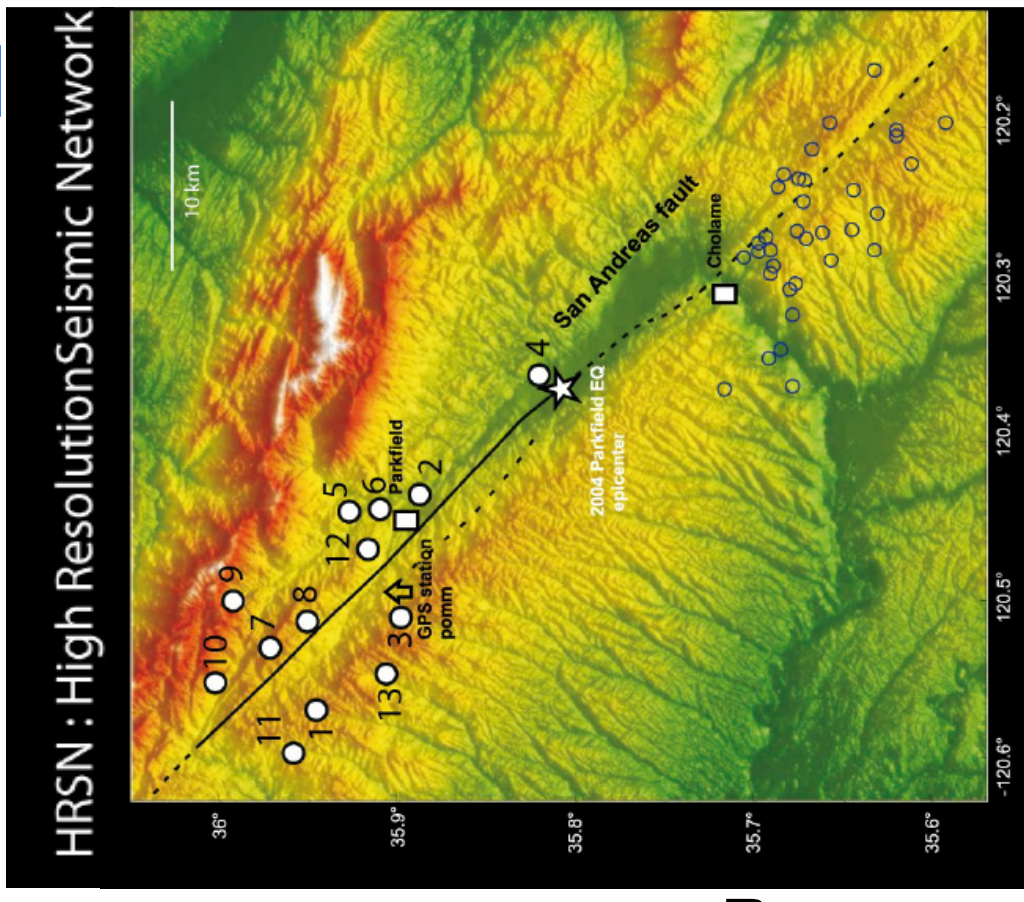 HRSN : High ResolutionSeismic Network
10 km
10
9
7
8
11
1
12
5
6
Parkfield
2
3
13
GPS station
pomm
4
San Andreas fault
2004 Parkfield EQ
epicenter
Cholame
36°
35.9°
35.8°
35.7°
35.6°
-120.6°
120.5°
120.4°
120.3°
120.2°